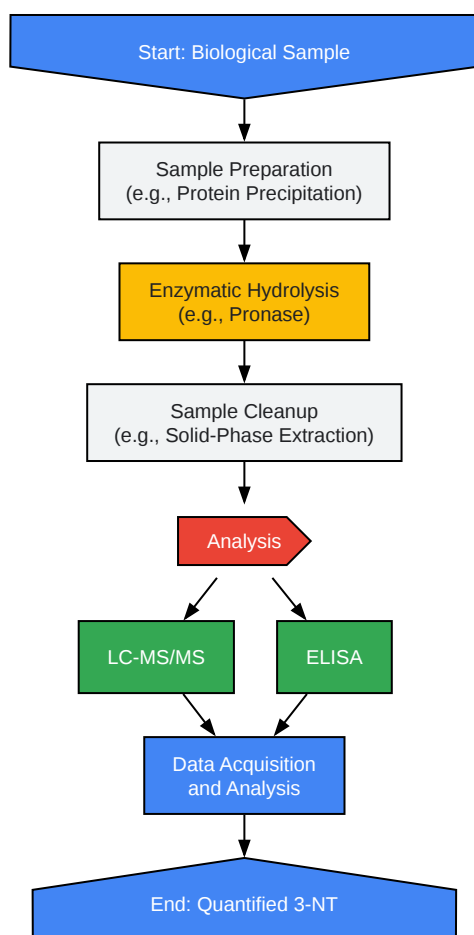 Start: Biological Sample
Sample Preparation
(e.g., Protein Precipitation)
Enzymatic Hydrolysis
(e.g., Pronase)
Sample Cleanup
(e.g., Solid-Phase Extraction)
Analysis
LC-MS/MS
ELISA
Data Acquisition
and Analysis
End: Quantified 3-NT